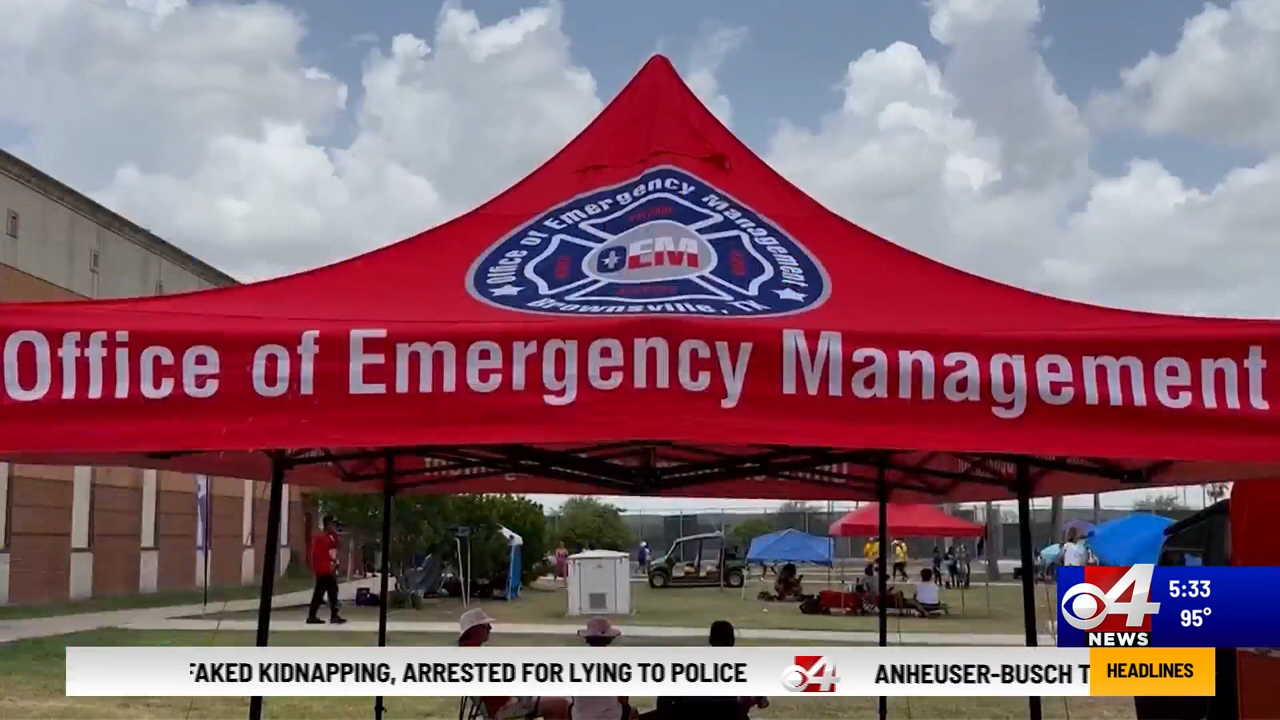 Office of Emergency Management
OEM
Brownsville, TX
Office of Emergency Management
4
NEWS
5:33
95°
FAKED KIDNAPPING, ARRESTED FOR LYING TO POLICE
4
ANHEUSER-BUSCH T
HEADLINES